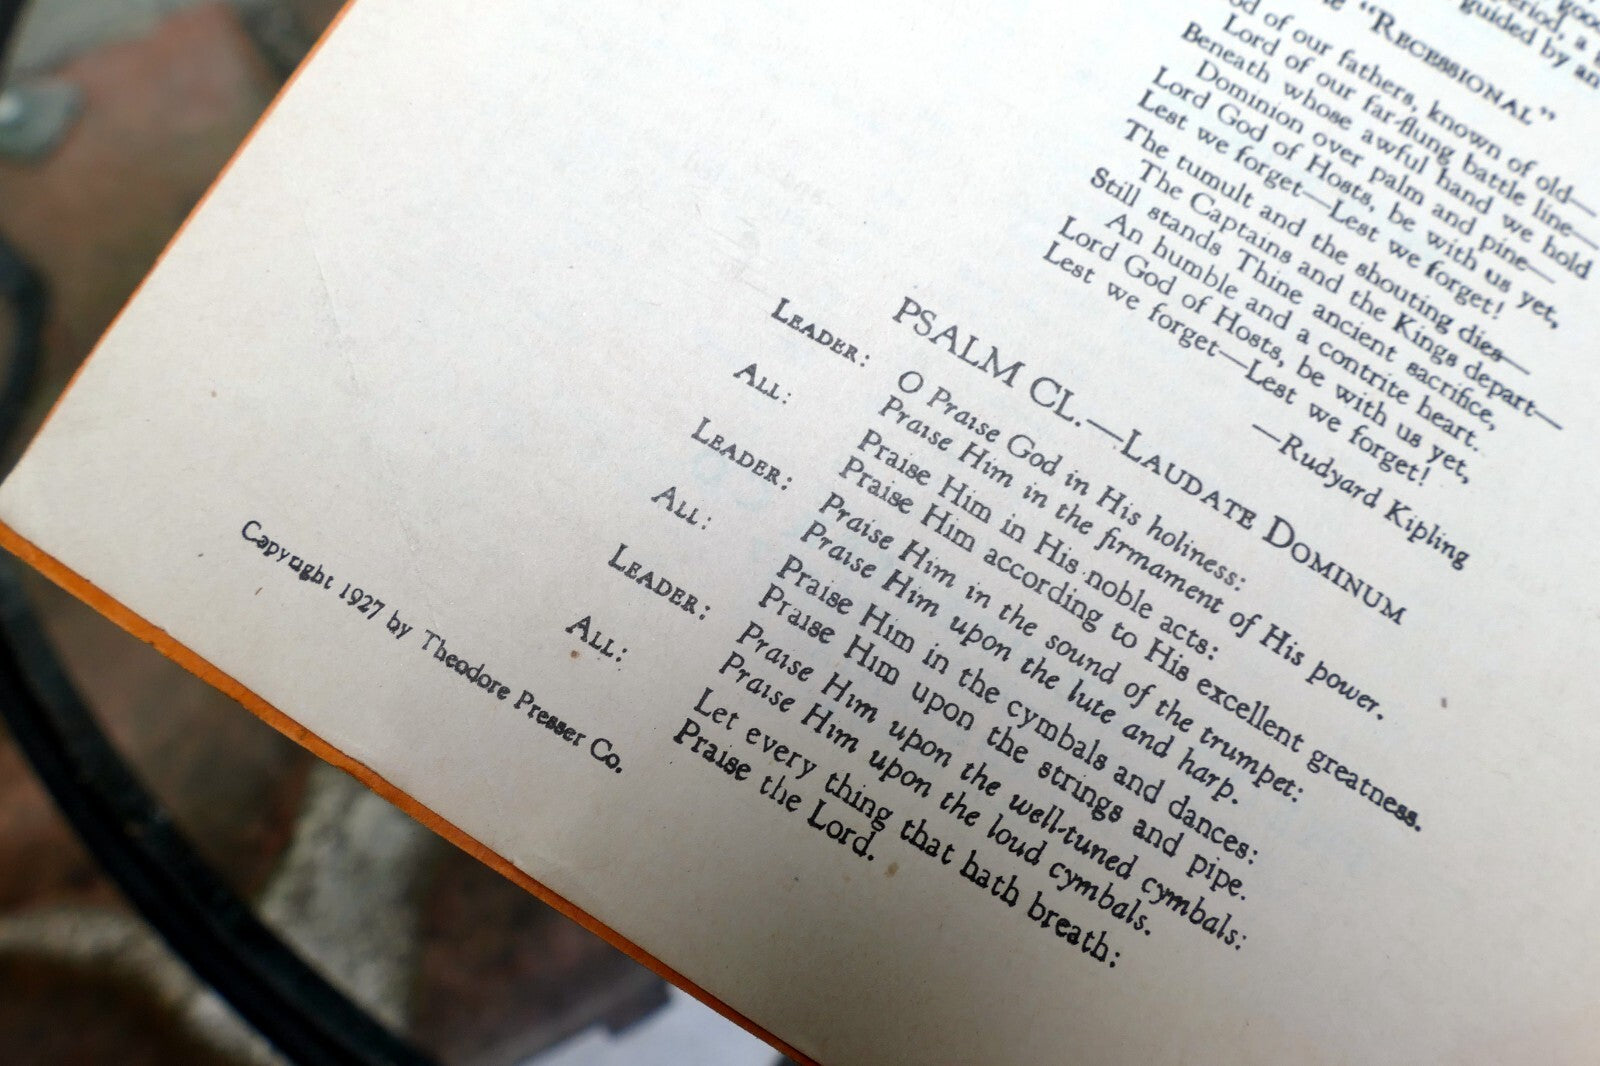 period, a
guided by an
"RECESSIONAL"
of our fathers, known of old—
Lord of our far-flung battle line—
Beneath whose awful hand we hold
Dominion over palm and pine—
Lord God of Hosts, be with us yet,
Lest we forget—Lest we forget!
The tumult and the shouting dies—
The Captains and the Kings depart—
Still stands Thine ancient sacrifice,
An humble and a contrite heart.
Lord God of Hosts, be with us yet,
Lest we forget—Lest we forget!
—Rudyard Kipling
PSALM CL.—LAUDATE DOMINUM
LEADER: O Praise God in His holiness:
Praise Him in the firmament of His power.
ALL: Praise Him in His noble acts:
Praise Him according to His excellent greatness.
LEADER: Praise Him in the sound of the trumpet:
Praise Him upon the lute and harp.
ALL: Praise Him in the cymbals and dances:
Praise Him upon the strings and pipe.
LEADER: Praise Him upon the well-tuned cymbals:
Praise Him upon the loud cymbals.
ALL: Let every thing that hath breath:
Praise the Lord.
Copyright 1927 by Theodore Presser Co.